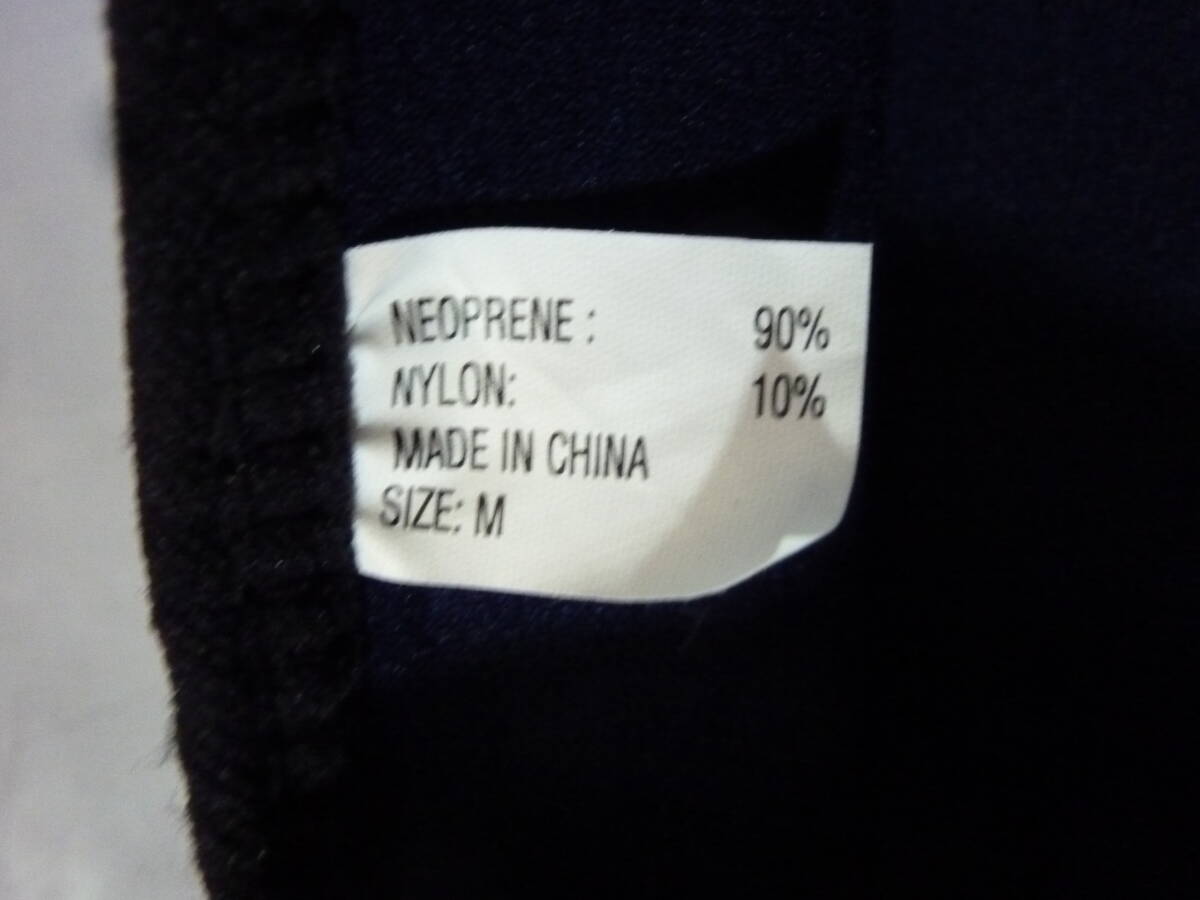 NEOPRENE : 90%
NYLON: 10%
MADE IN CHINA
SIZE: M